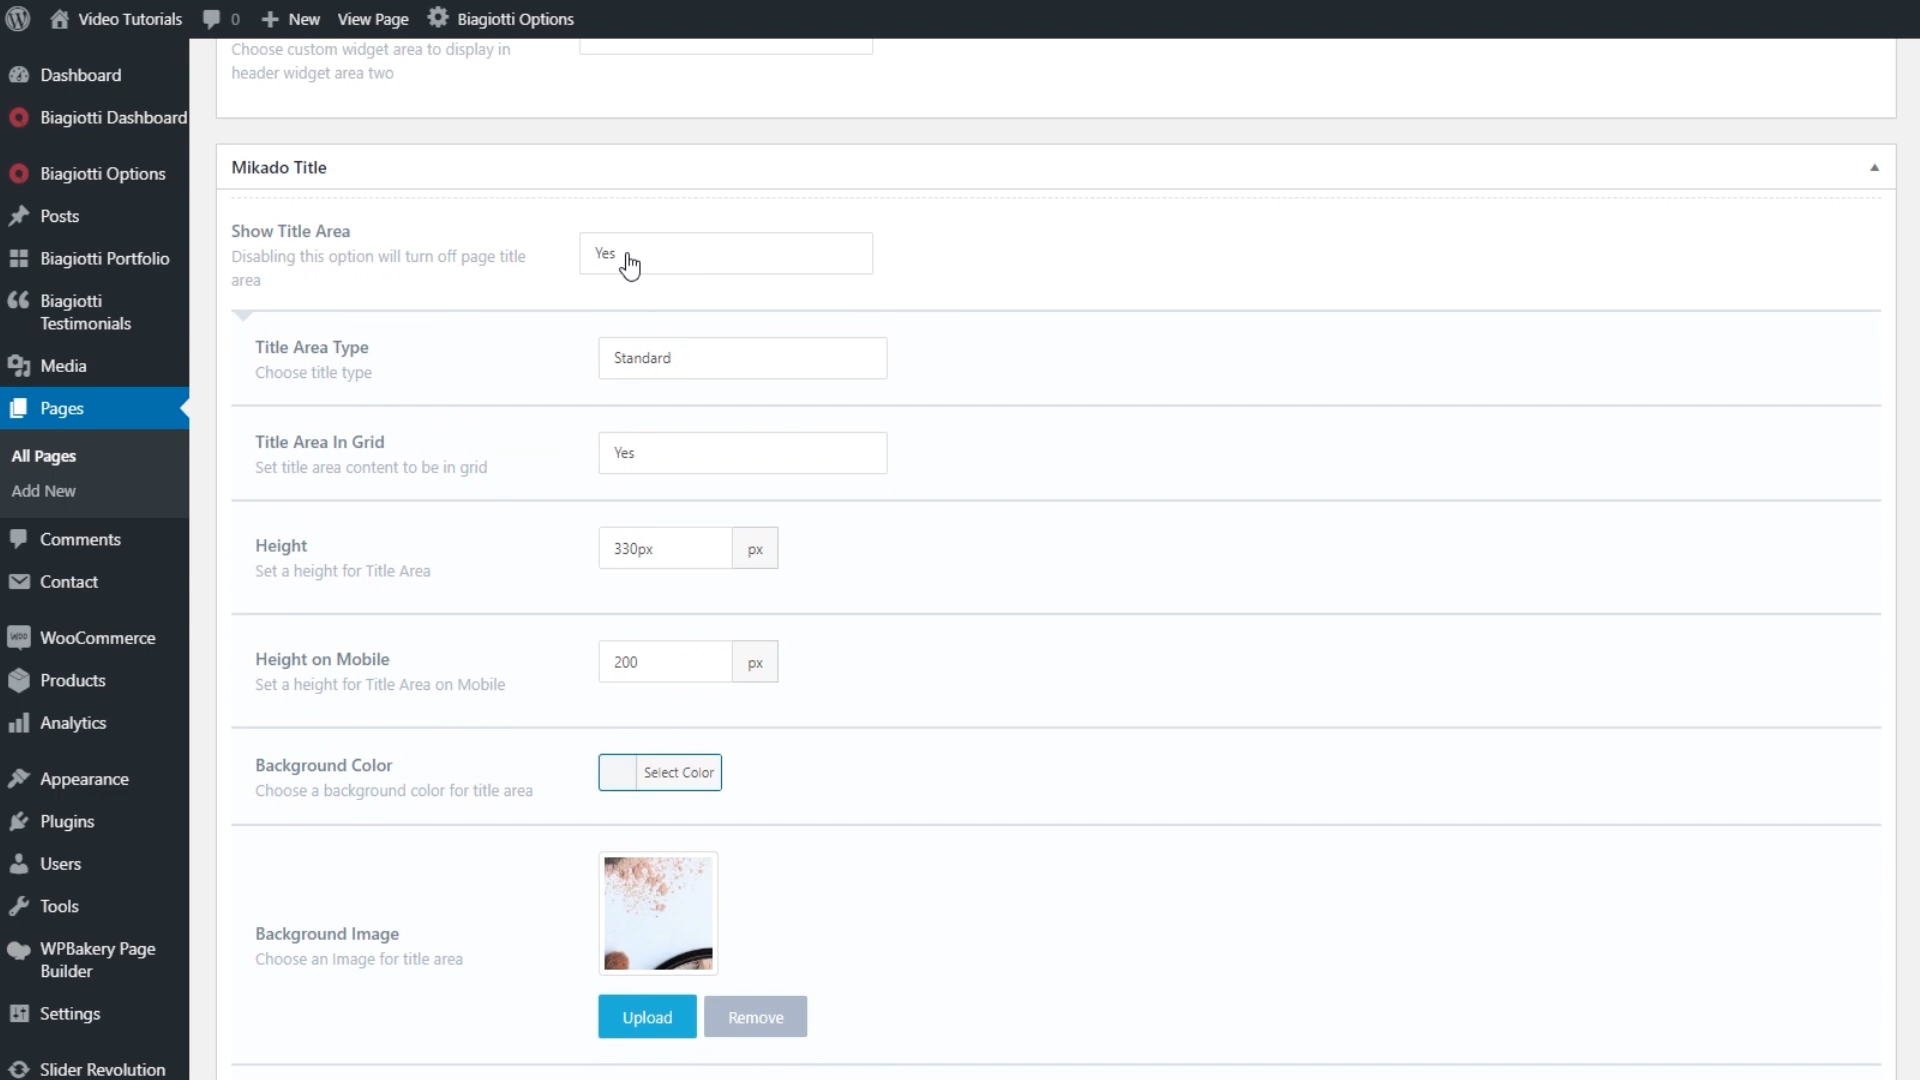 Video Tutorials 0 New View Page Biagiotti Options
Dashboard
Biagiotti Dashboard
Biagiotti Options
Posts
Biagiotti Portfolio
Biagiotti
Testimonials
Media
Pages
All Pages
Add New
Comments
Contact
WooCommerce
Products
Analytics
Appearance
Plugins
Users
Tools
WPBakery Page
Builder
Settings
Slider Revolution
Choose custom widget area to display in
header widget area two
Mikado Title
Show Title Area
Disabling this option will turn off page title
area
Yes
Title Area Type
Choose title type
Standard
Title Area In Grid
Set title area content to be in grid
Yes
Height
Set a height for Title Area
330px px
Height on Mobile
Set a height for Title Area on Mobile
200 px
Background Color
Choose a background color for title area
Select Color
Background Image
Choose an Image for title area
Upload Remove